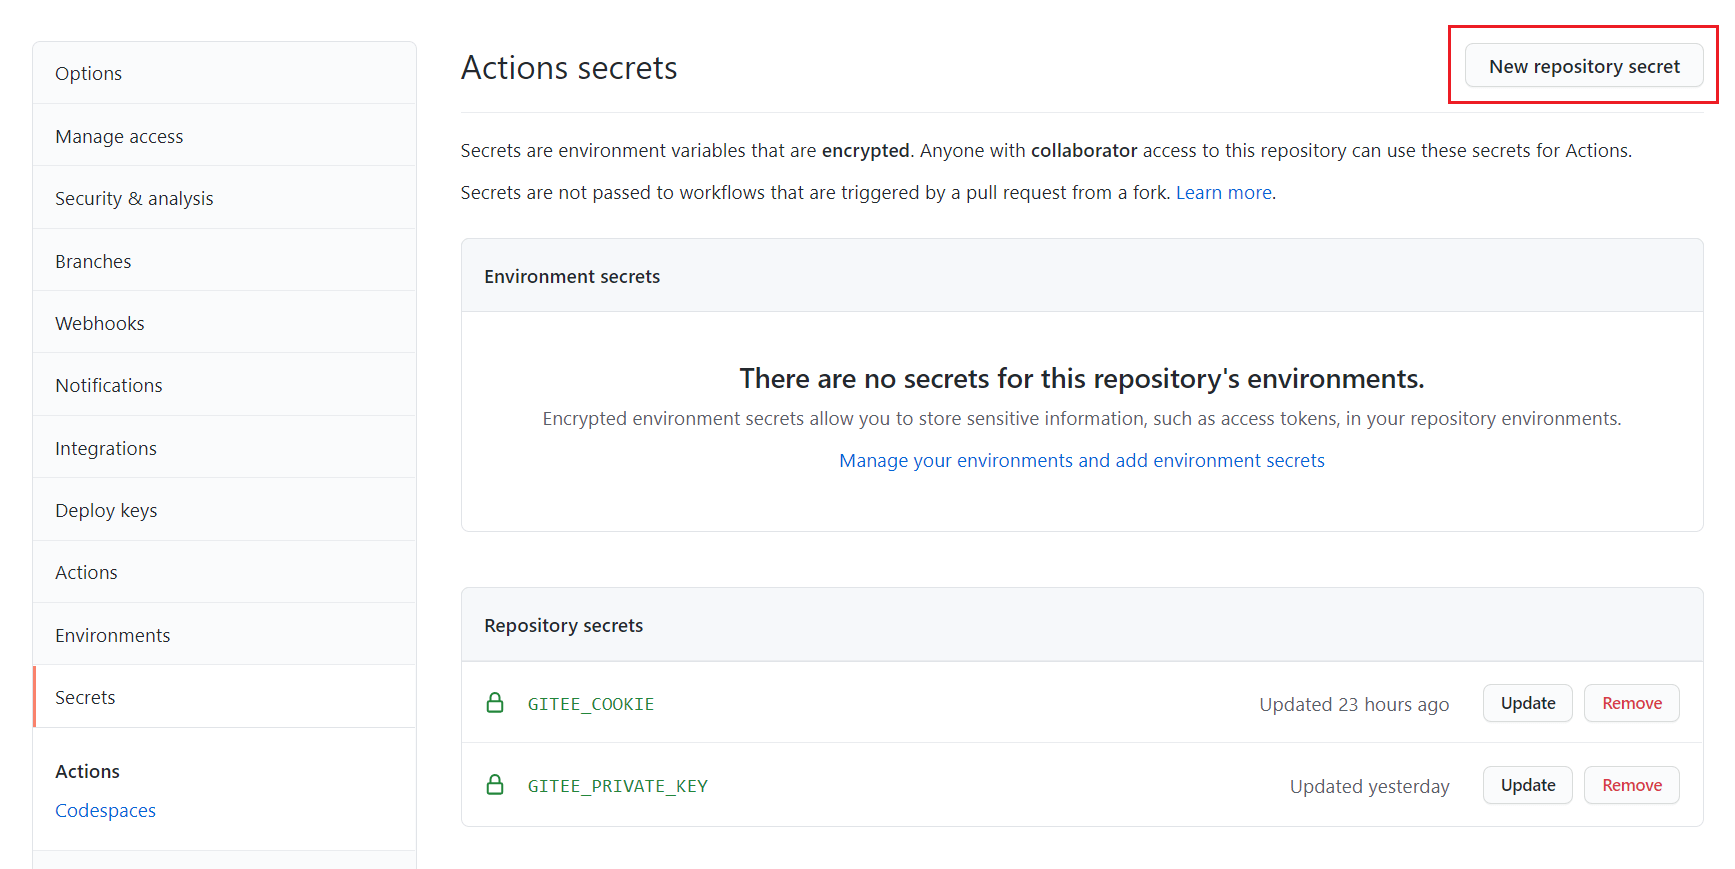 Options
Manage access
Security & analysis
Branches
Webhooks
Notifications
Integrations
Deploy keys
Actions
Environments
Secrets
Actions
Codespaces
Actions secrets
New repository secret
Secrets are environment variables that are encrypted. Anyone with collaborator access to this repository can use these secrets for Actions.
Secrets are not passed to workflows that are triggered by a pull request from a fork. Learn more.
Environment secrets
There are no secrets for this repository's environments.
Encrypted environment secrets allow you to store sensitive information, such as access tokens, in your repository environments.
Manage your environments and add environment secrets
Repository secrets
GITEE_COOKIE Updated 23 hours ago Update Remove
GITEE_PRIVATE_KEY Updated yesterday Update Remove